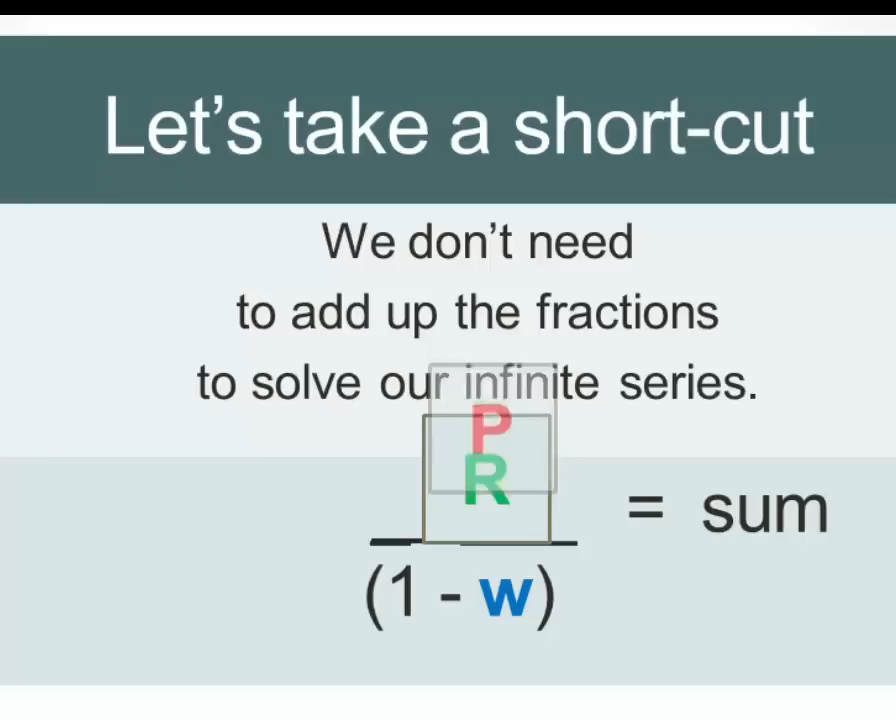 Let's take a short-cut
We don't need
to add up the fractions
to solve our infinite series.
P
R
= sum
(1 - w)